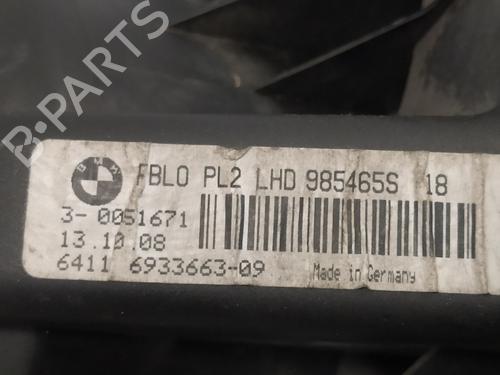 B-PARTS
BMW
FBLO PL2 LHD 985465S 18
3-0051671
13.10.08
6411 6933663-09
Made in Germany